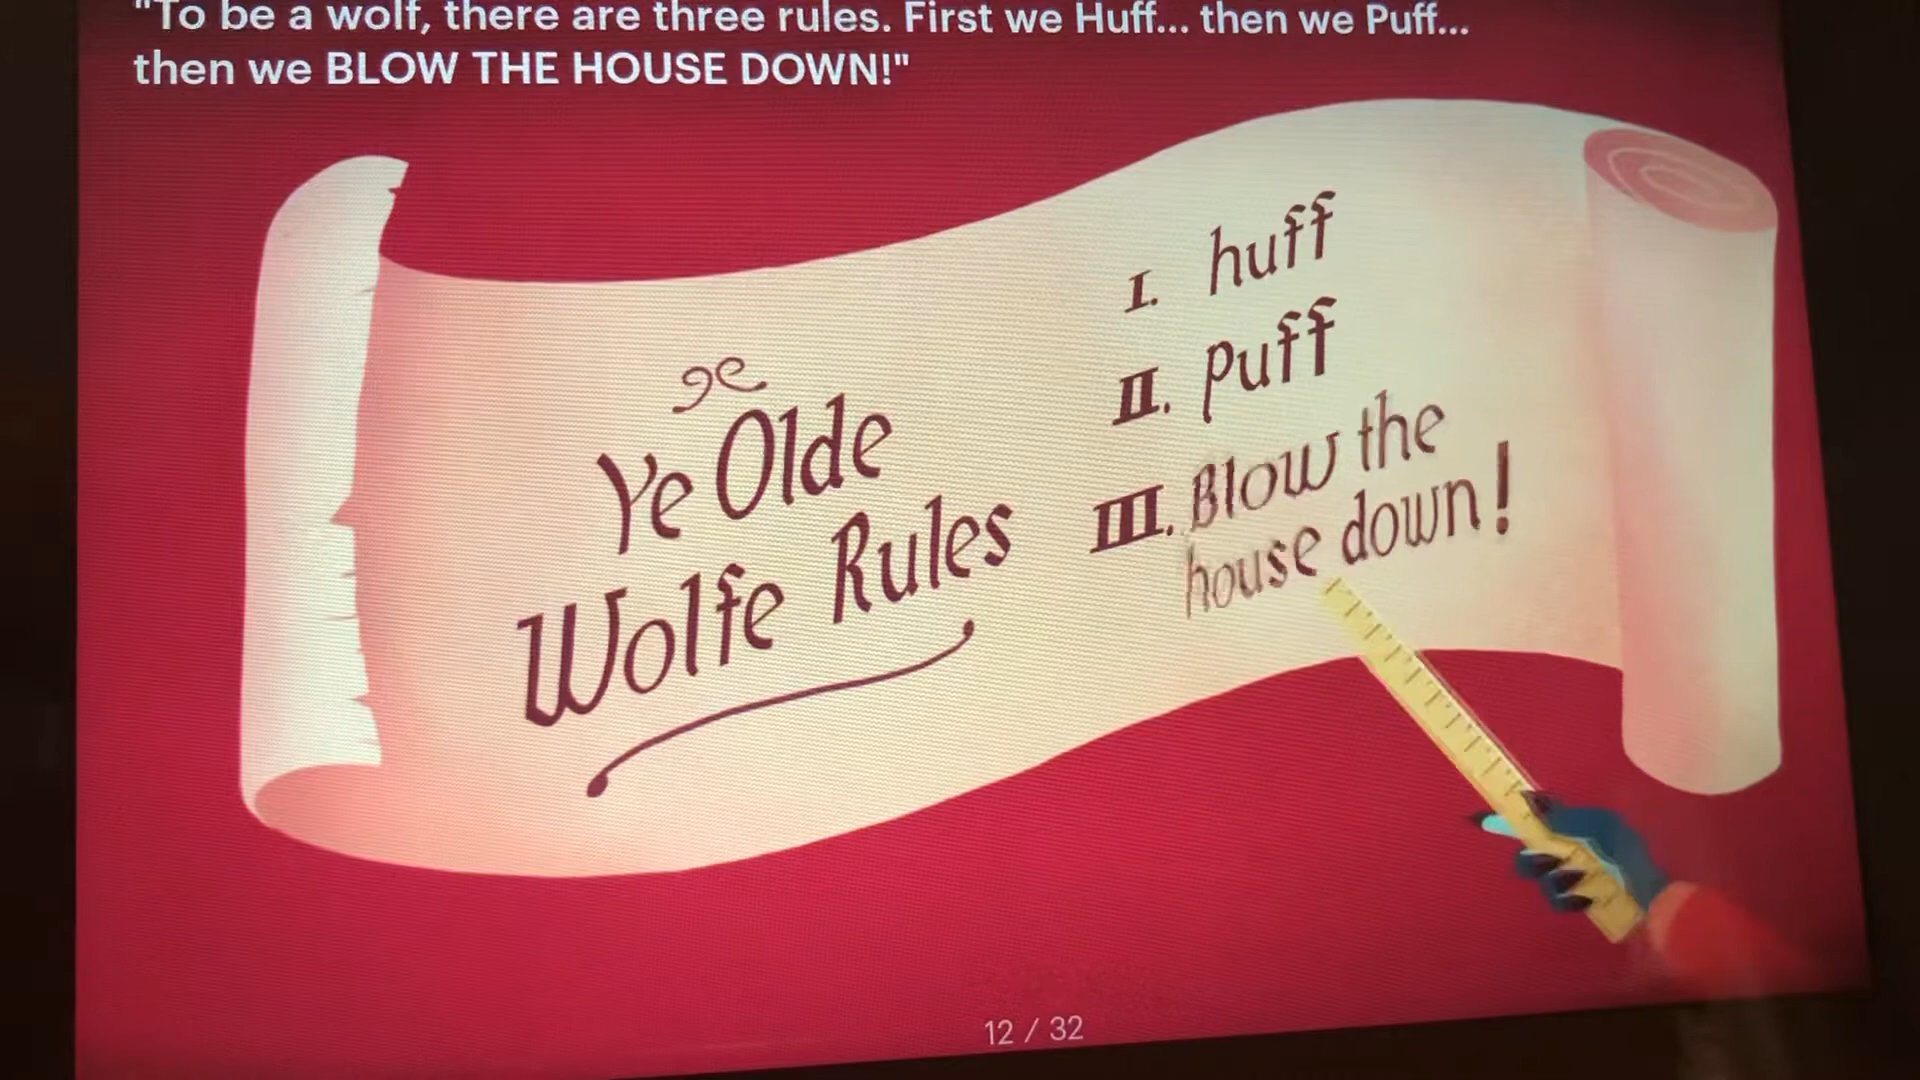 "To be a wolf, there are three rules. First we Huff... then we Puff...
then we BLOW THE HOUSE DOWN!"
Ye Olde
Wolfe Rules
I. huff
II. puff
III. Blow the
house down!
12 / 32